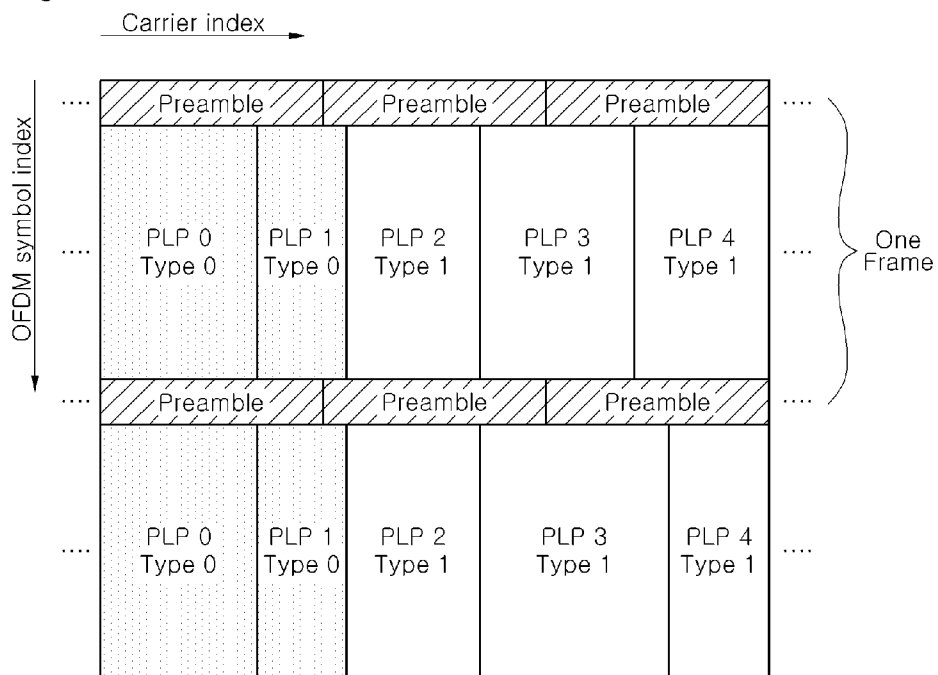 Carrier index
OFDM symbol index
.... Preamble Preamble Preamble ....
.... PLP 0 PLP 1 PLP 2 PLP 3 PLP 4 ....
Type 0 Type 0 Type 1 Type 1 Type 1
One
Frame
.... Preamble Preamble Preamble ....
.... PLP 0 PLP 1 PLP 2 PLP 3 PLP 4 ....
Type 0 Type 0 Type 1 Type 1 Type 1